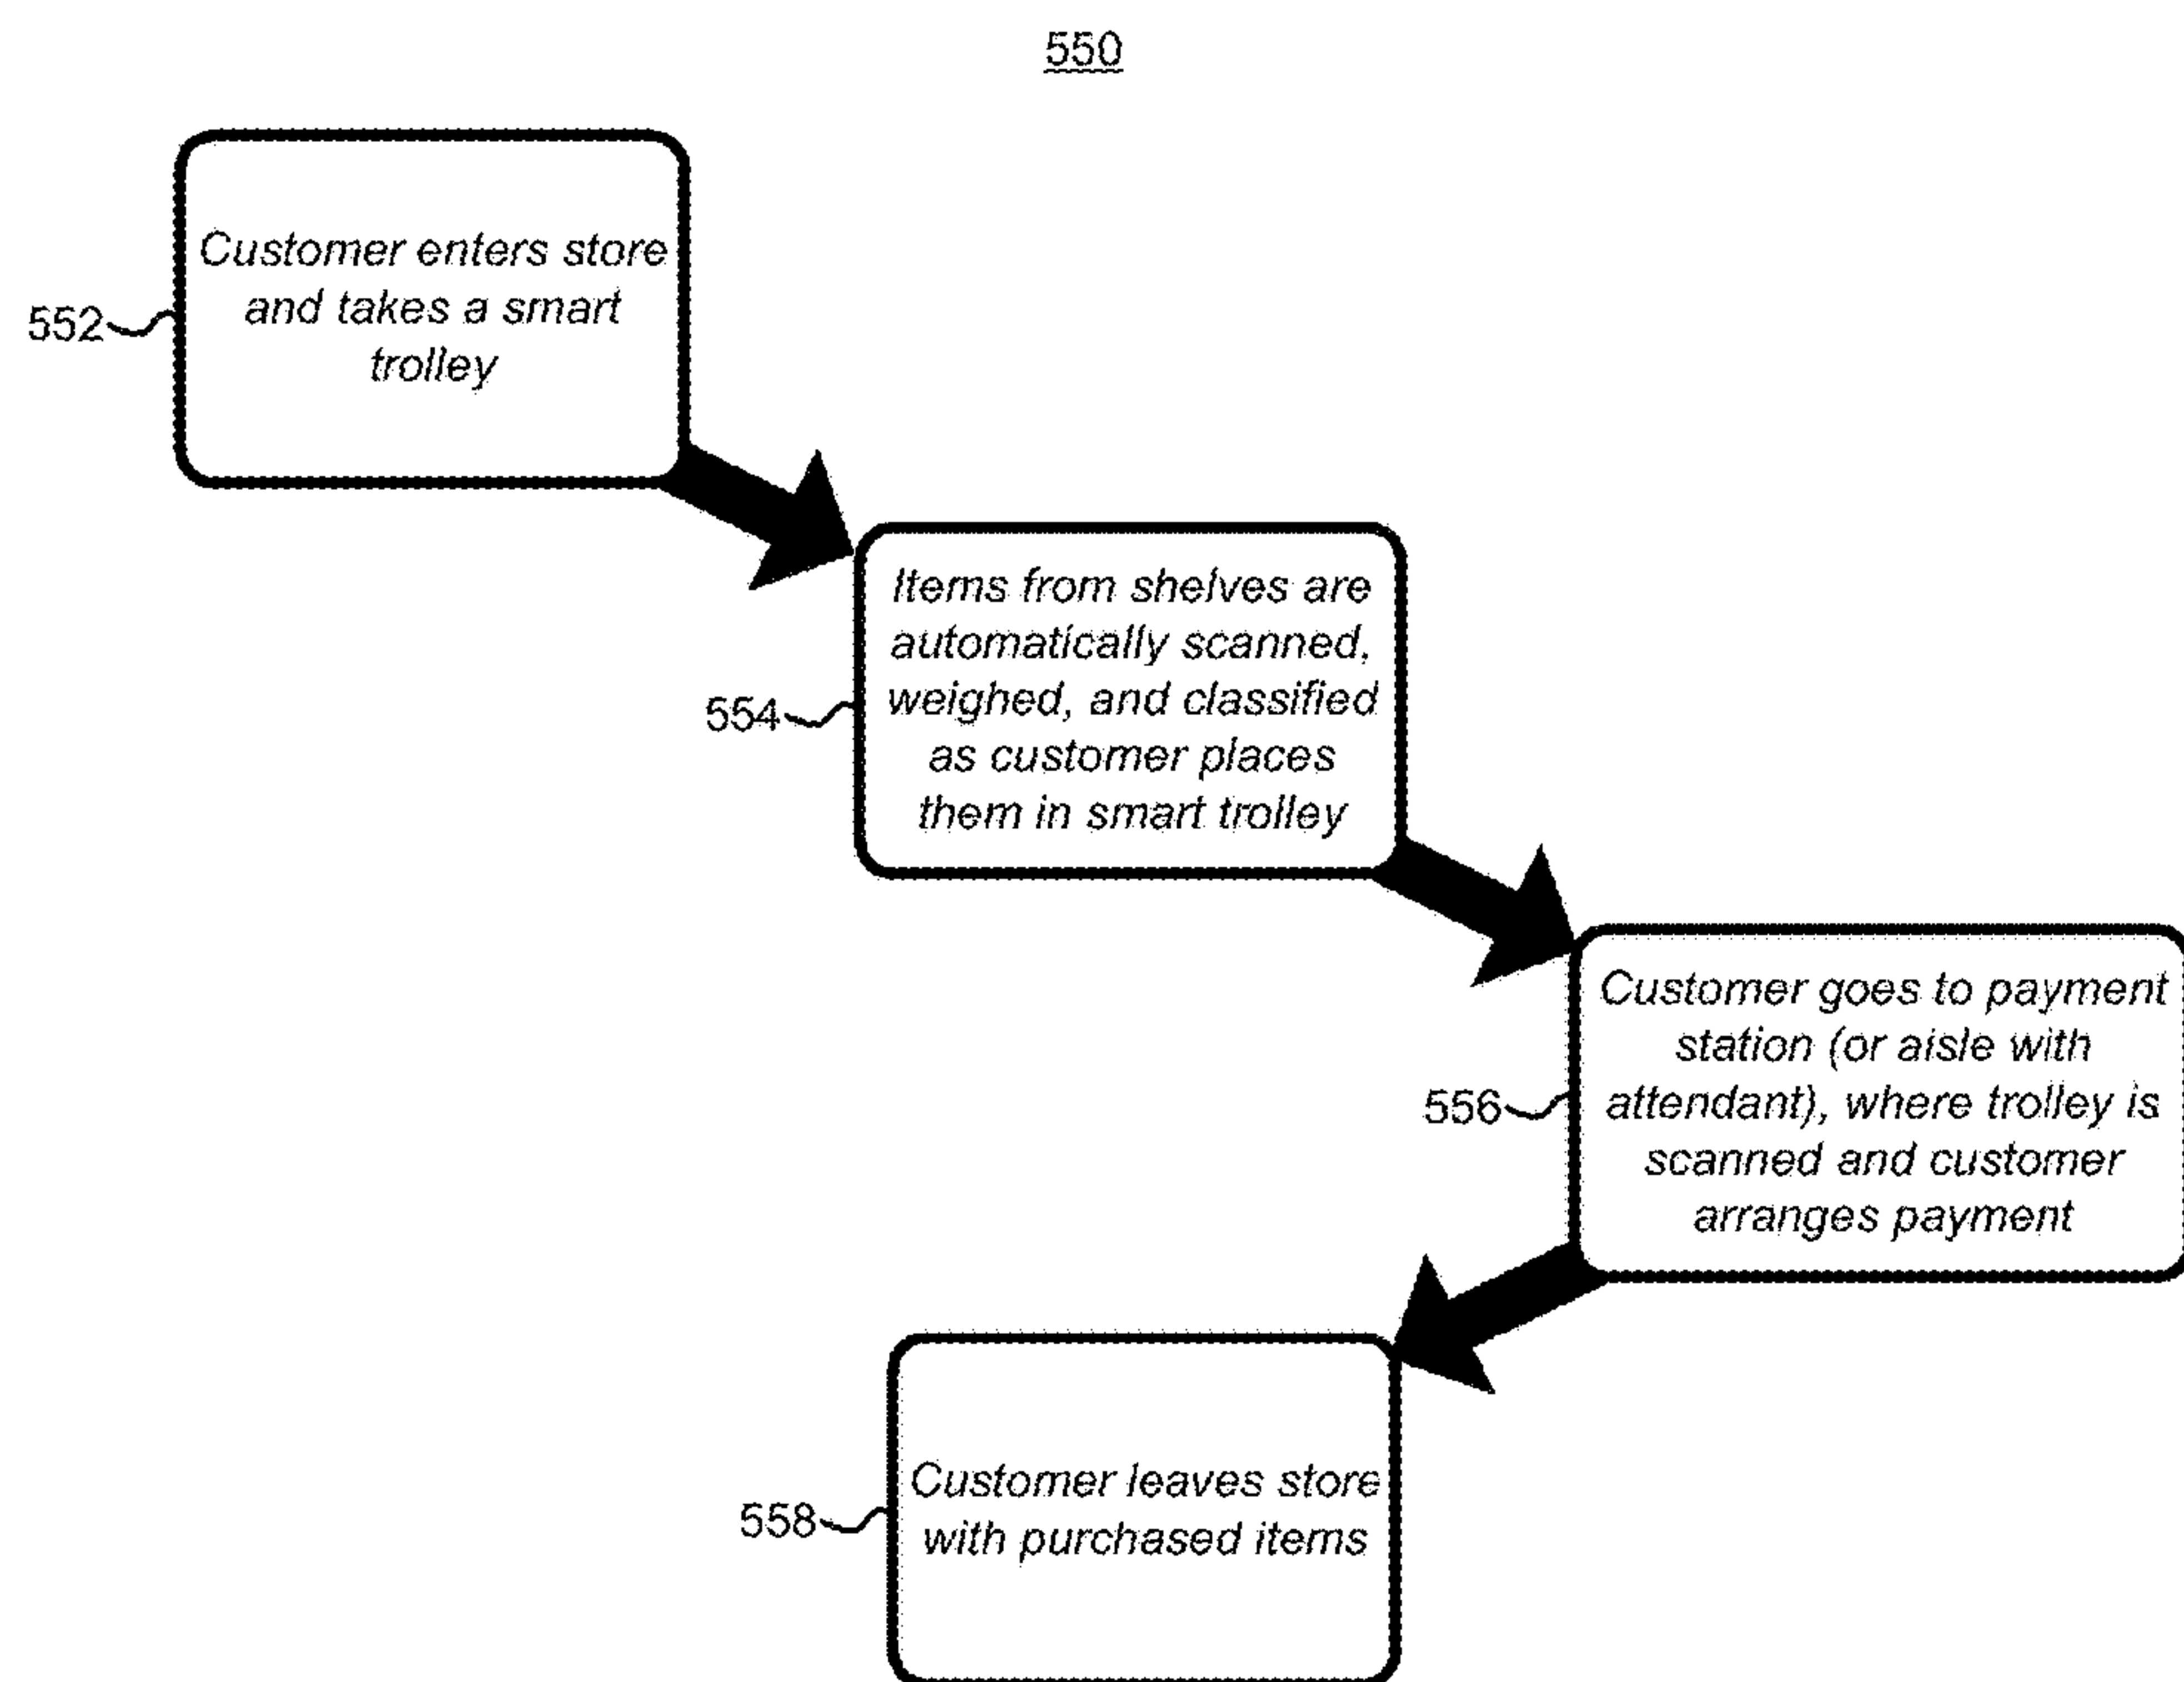 550
552
Customer enters store
and takes a smart
trolley
554
Items from shelves are
automatically scanned,
weighed, and classified
as customer places
them in smart trolley
556
Customer goes to payment
station (or aisle with
attendant), where trolley is
scanned and customer
arranges payment
558
Customer leaves store
with purchased items